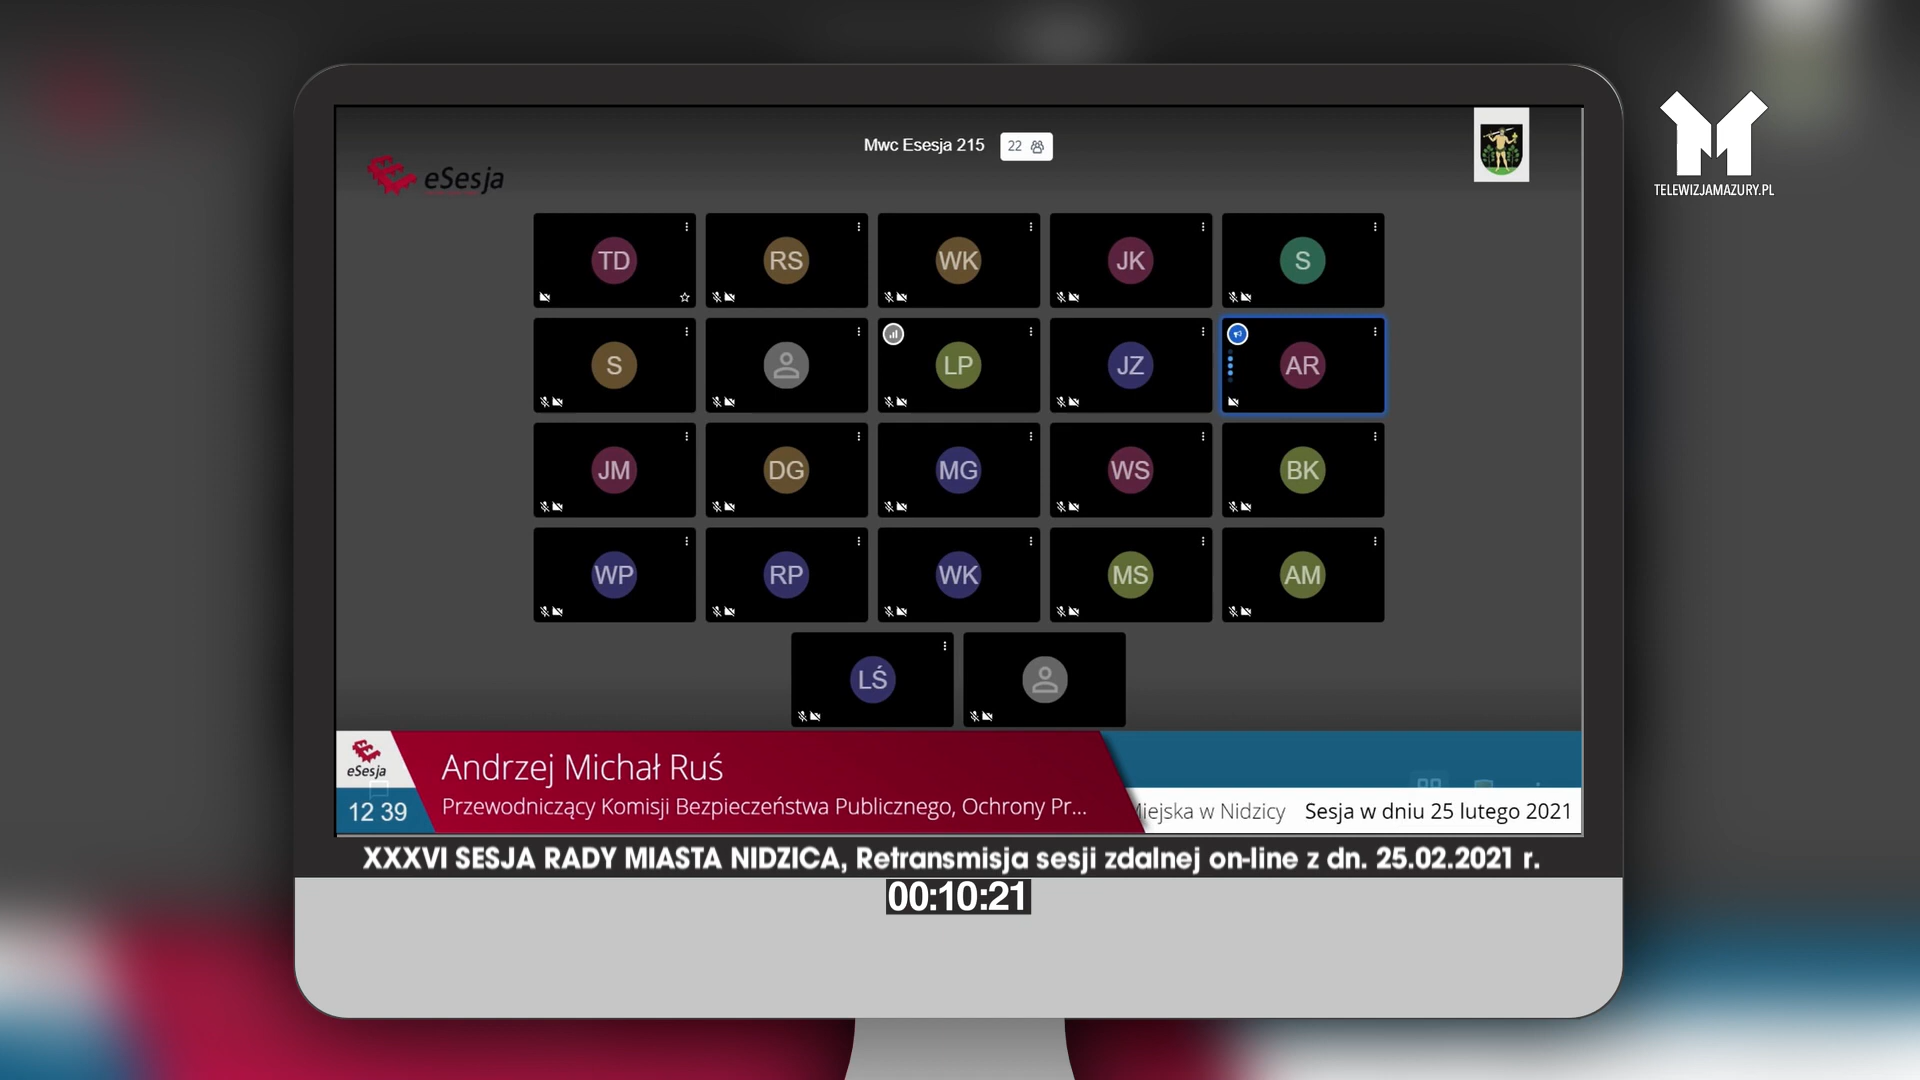 Mwc Esesja 215 22
eSesja
TELEWIZJAMAZURY.PL
TD RS WK JK S
S LP JZ AR
JM DG MG WS BK
WP RP WK MS AM
LŚ
eSesja
Andrzej Michał Ruś
12 39
Przewodniczący Komisji Bezpieczeństwa Publicznego, Ochrony Pr...
Miejska w Nidzicy Sesja w dniu 25 lutego 2021
XXXVI SESJA RADY MIASTA NIDZICA, Retransmisja sesji zdalnej on-line z dn. 25.02.2021 r.
00:10:21